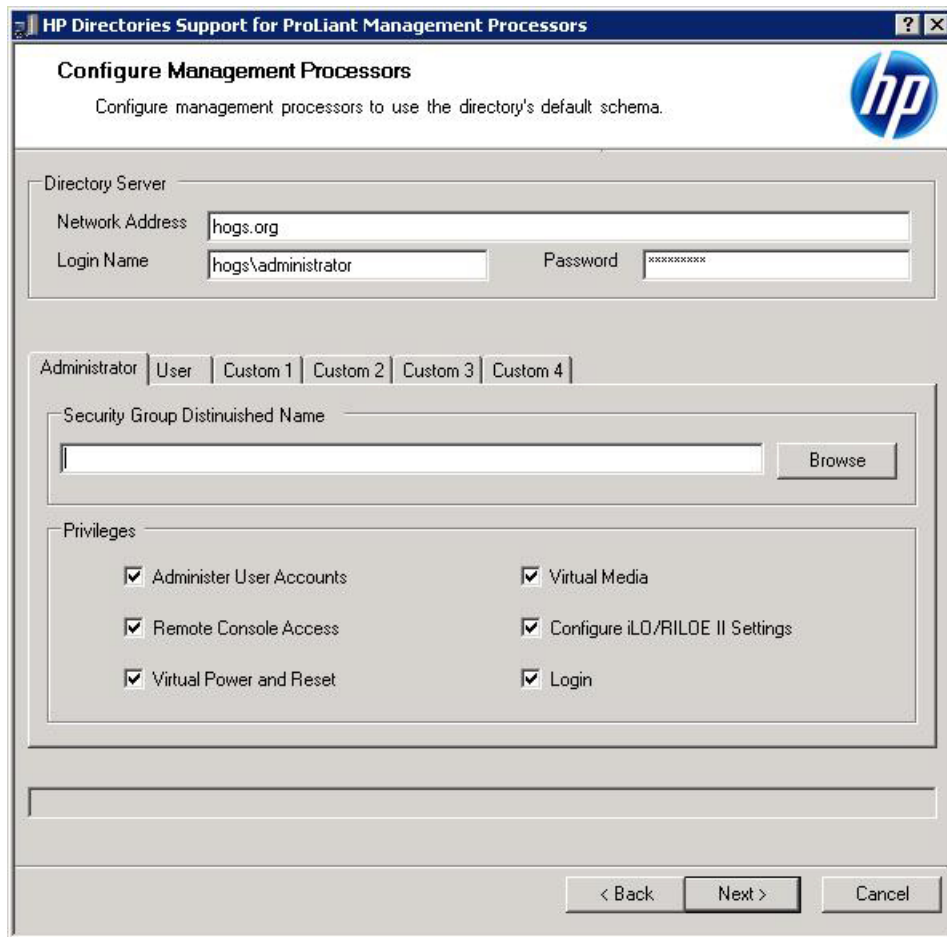 HP Directories Support for ProLiant Management Processors
Configure Management Processors
Configure management processors to use the directory's default schema.
hp
Directory Server
Network Address hogs.org
Login Name hogs\administrator Password *********
Administrator User Custom 1 Custom 2 Custom 3 Custom 4
Security Group Distinuished Name
Browse
Privileges
Administer User Accounts Virtual Media
Remote Console Access Configure iLO/RILOE II Settings
Virtual Power and Reset Login
< Back Next > Cancel